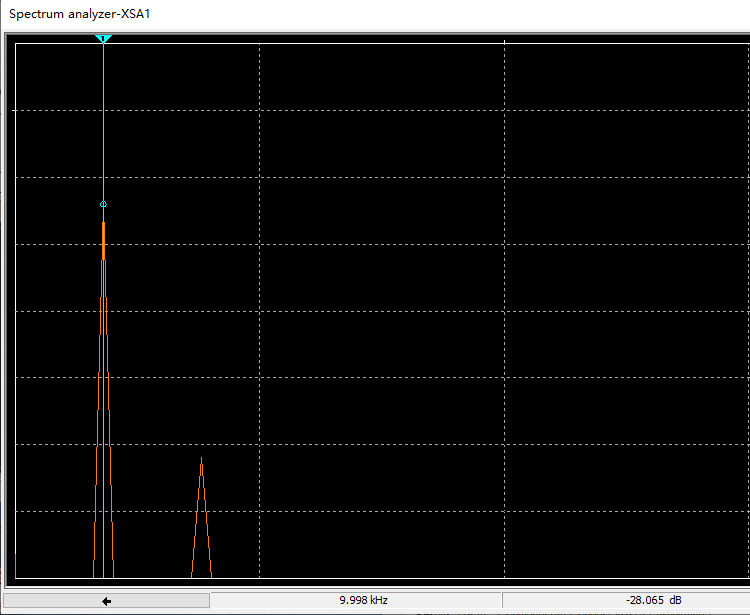 Spectrum analyzer-XSA1
1
9.998 kHz
-28.065 dB